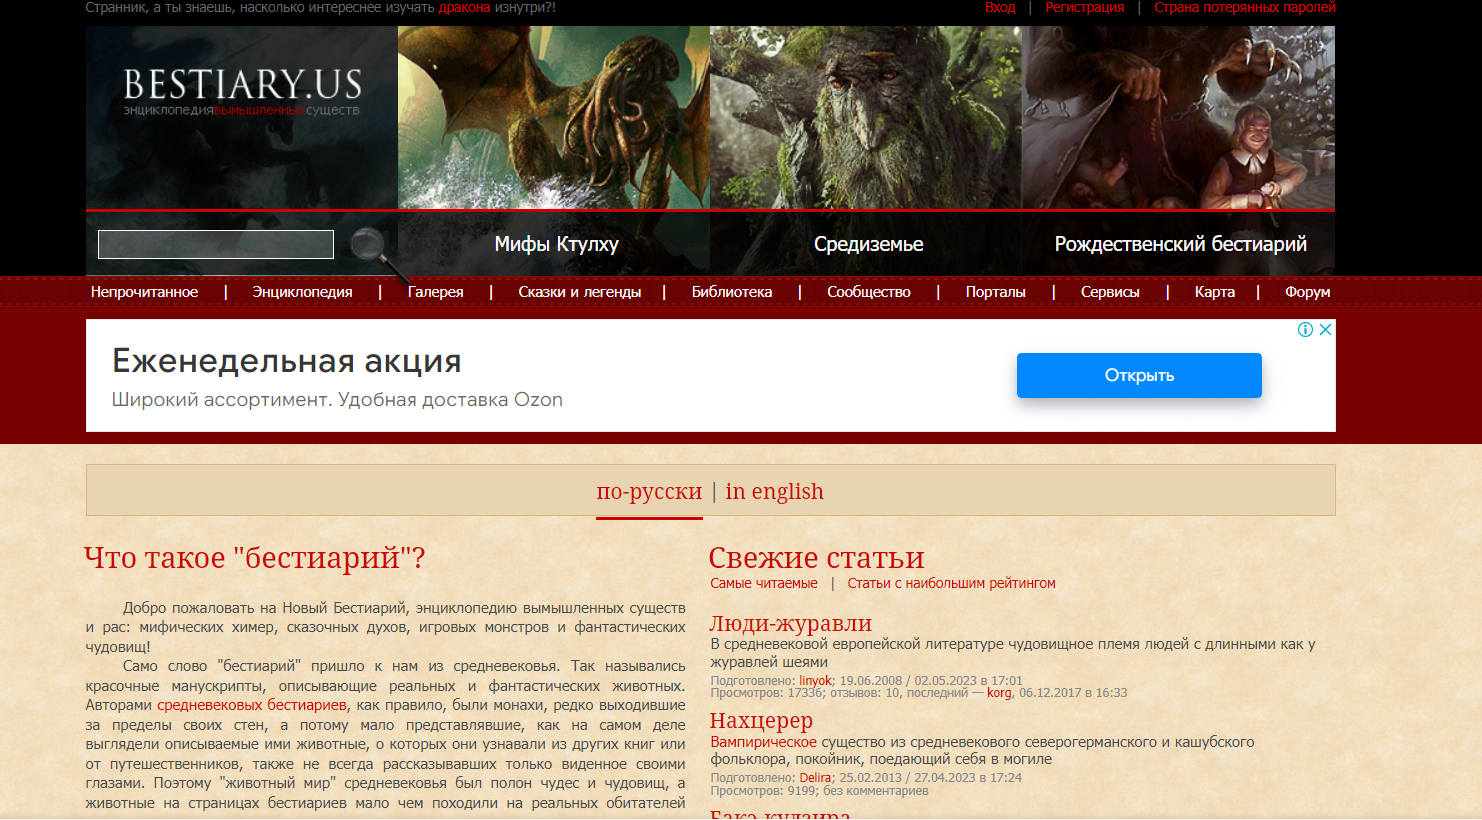 Странник, а ты знаешь, насколько интереснее изучать дракона изнутри?!
Вход | Регистрация | Страна потерянных паролей
BESTIARY.US
энциклопедиявымышленныхсуществ
Мифы Ктулху
Средиземье
Рождественский бестиарий
Непрочитанное | Энциклопедия | Галерея | Сказки и легенды | Библиотека | Сообщество | Порталы | Сервисы | Карта | Форум
Еженедельная акция
Широкий ассортимент. Удобная доставка Ozon
Открыть
по-русски | in english
Что такое "бестиарий"?
Добро пожаловать на Новый Бестиарий, энциклопедию вымышленных существ
и рас: мифических химер, сказочных духов, игровых монстров и фантастических
чудовищ!
Само слово "бестиарий" пришло к нам из средневековья. Так назывались
красочные манускрипты, описывающие реальных и фантастических животных.
Авторами средневековых бестиариев, как правило, были монахи, редко выходившие
за пределы своих стен, а потому мало представлявшие, как на самом деле
выглядели описываемые ими животные, о которых они узнавали из других книг или
от путешественников, также не всегда рассказывавших только виденное своими
глазами. Поэтому "животный мир" средневековья был полон чудес и чудовищ, а
животные на страницах бестиариев мало чем походили на реальных обитателей
Свежие статьи
Самые читаемые | Статьи с наибольшим рейтингом
Люди-журавли
В средневековой европейской литературе чудовищное племя людей с длинными как у
журавлей шеями
Подготовлено: linyok; 19.06.2008 / 02.05.2023 в 17:01
Просмотров: 17336; отзывов: 10, последний — korg, 06.12.2017 в 16:33
Нахцерер
Вампирическое существо из средневекового северогерманского и кашубского
фольклора, покойник, поедающий себя в могиле
Подготовлено: Delira; 25.02.2013 / 27.04.2023 в 17:24
Просмотров: 9199; без комментариев